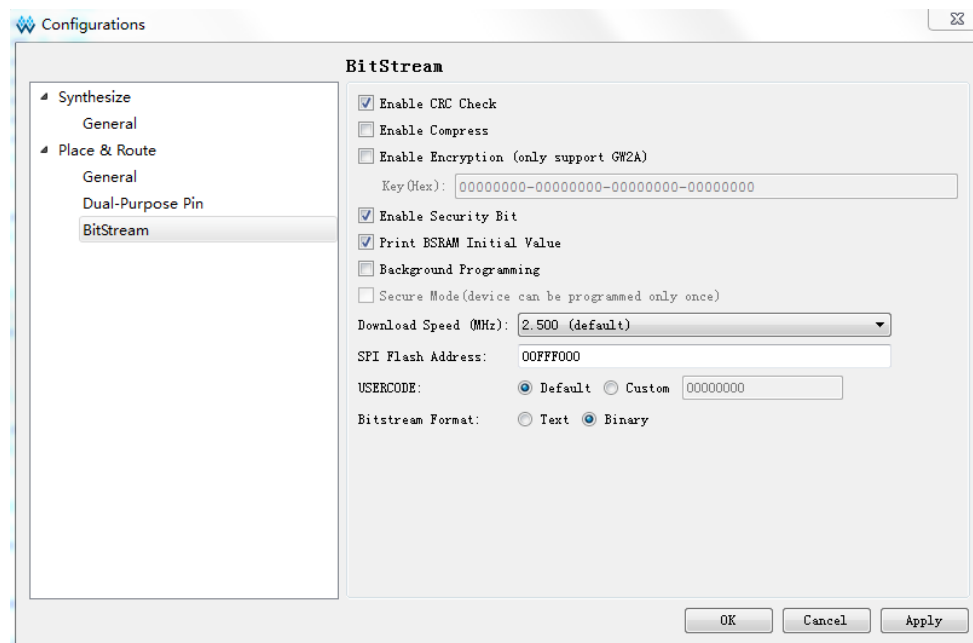 Configurations
BitStream
Synthesize
General
Place & Route
General
Dual-Purpose Pin
BitStream
Enable CRC Check
Enable Compress
Enable Encryption (only support GW2A)
Key(Hex): 00000000-00000000-00000000-00000000
Enable Security Bit
Print BSRAM Initial Value
Background Programming
Secure Mode(device can be programmed only once)
Download Speed (MHz): 2.500 (default)
SPI Flash Address: 00FFF000
USERCODE: Default Custom 00000000
Bitstream Format: Text Binary
OK Cancel Apply